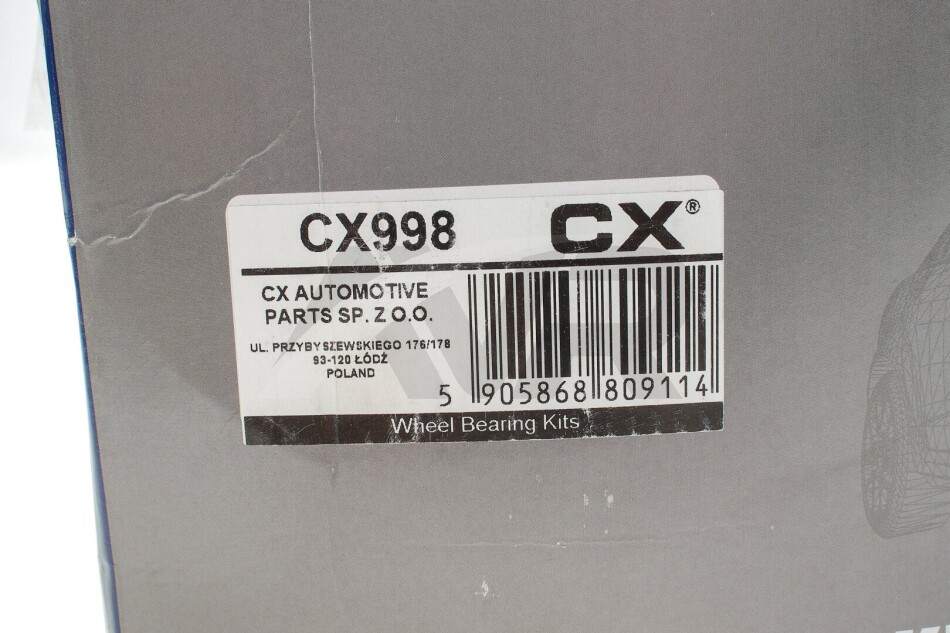 CX998
CX®
CX AUTOMOTIVE
PARTS SP. Z O.O.
UL. PRZYBYSZEWSKIEGO 176/178
93-120 ŁÓDŹ
POLAND
5 905868 809114
Wheel Bearing Kits